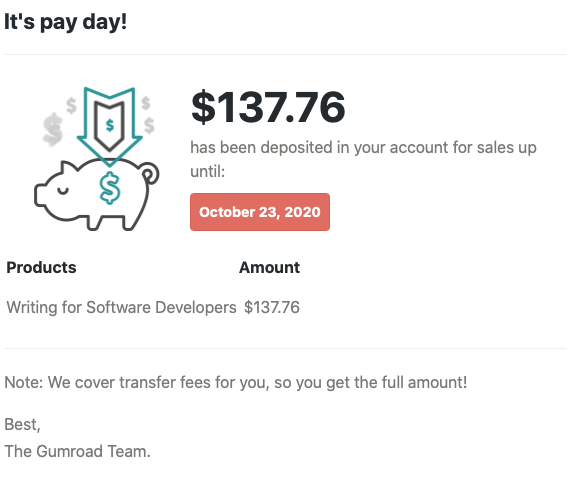 It's pay day!
$ $ $ $
$
$
$137.76
has been deposited in your account for sales up
until:
October 23, 2020
Products Amount
Writing for Software Developers $137.76
Note: We cover transfer fees for you, so you get the full amount!
Best,
The Gumroad Team.